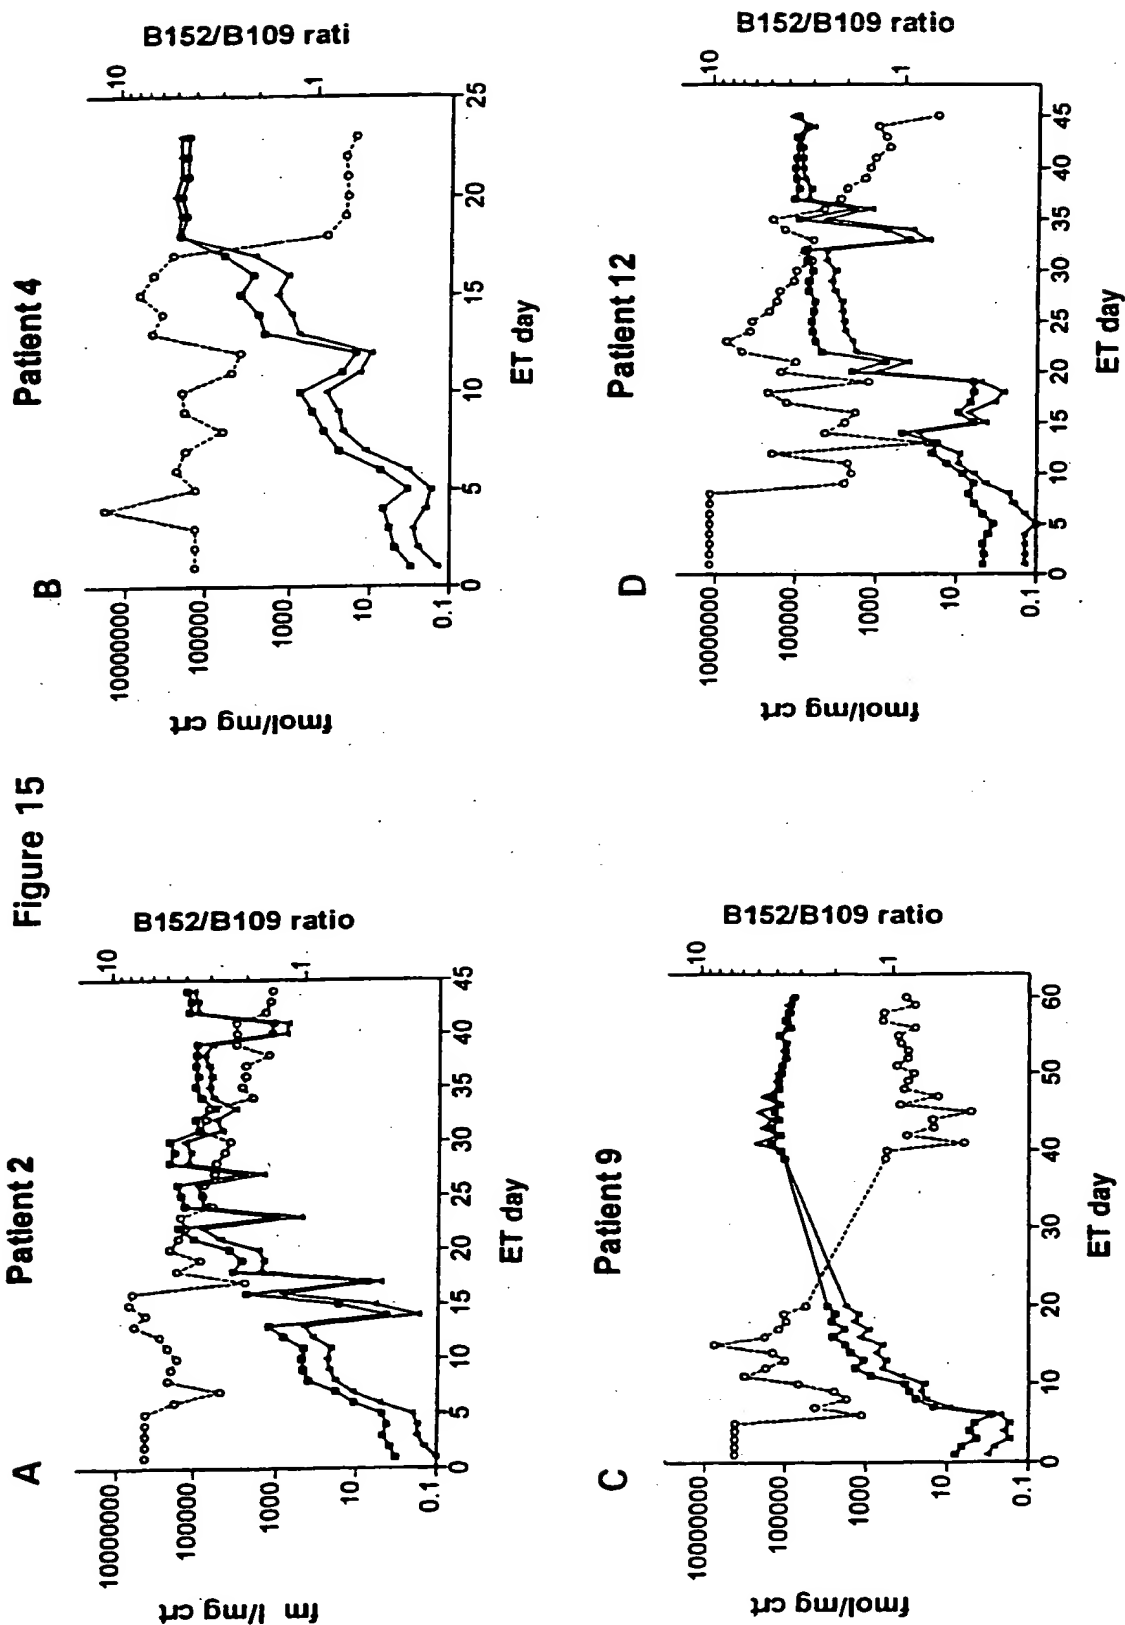 Figure 15
A
Patient 2
fm l/mg crt
10000000
100000
1000
10
0.1
0
5
10
15
20
25
30
35
40
45
ET day
10
1
B152/B109 ratio
B
Patient 4
fmol/mg crt
10000000
100000
1000
10
0.1
0
5
10
15
20
25
ET day
10
1
B152/B109 rati
C
Patient 9
fmol/mg crt
10000000
100000
1000
10
0.1
0
10
20
30
40
50
60
ET day
10
1
B152/B109 ratio
D
Patient 12
fmol/mg crt
10000000
100000
1000
10
0.1
0
5
10
15
20
25
30
35
40
45
ET day
10
1
B152/B109 ratio